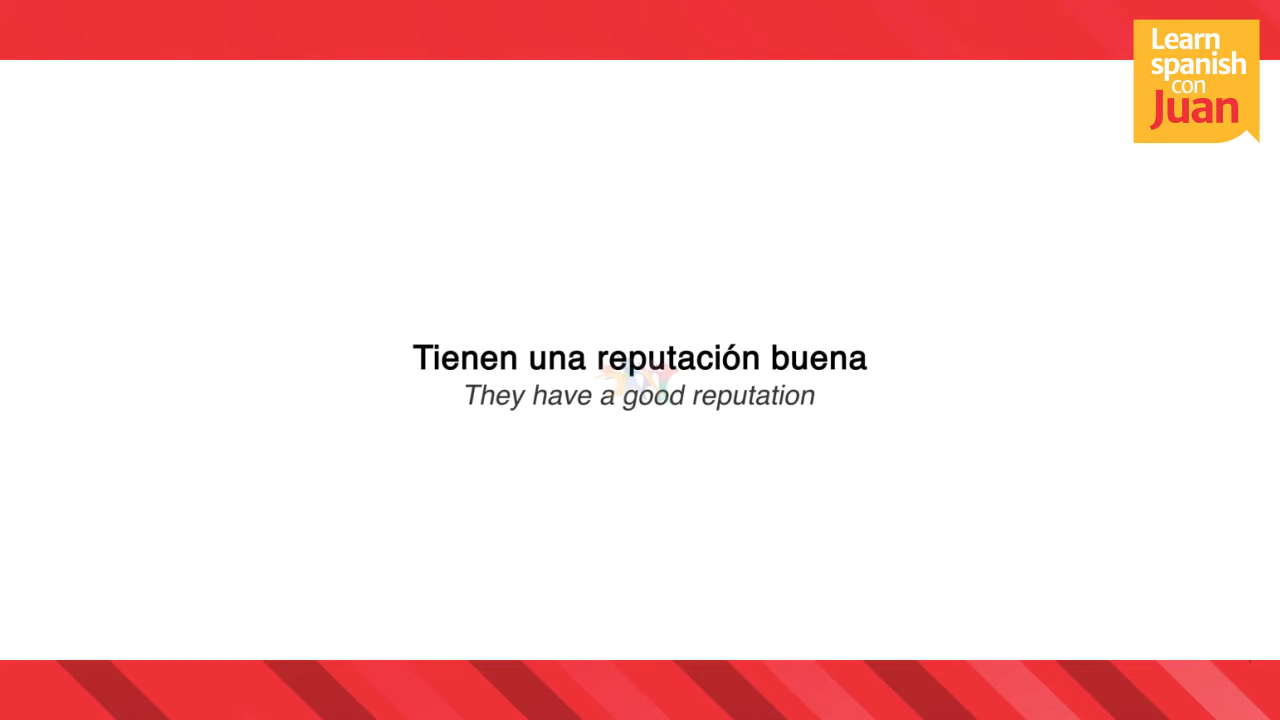 Learn
spanish
con
Juan
Tienen una reputación buena
They have a good reputation